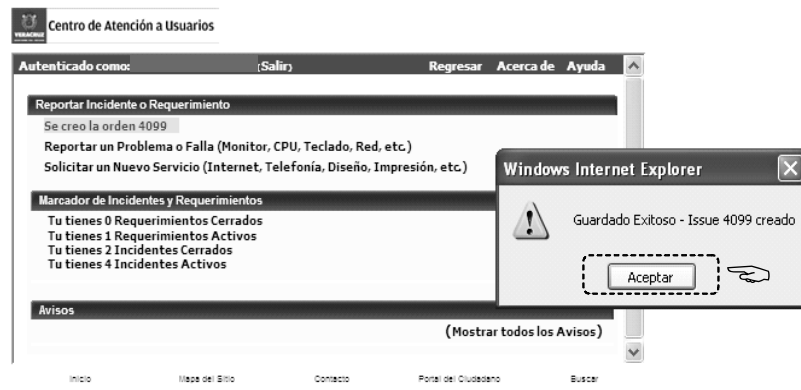 VERACRUZ
Centro de Atención a Usuarios
Autenticado como: (Salir) Regresar Acerca de Ayuda
Reportar Incidente o Requerimiento
Se creo la orden 4099
Reportar un Problema o Falla (Monitor, CPU, Teclado, Red, etc.)
Solicitar un Nuevo Servicio (Internet, Telefonía, Diseño, Impresión, etc.)
Marcador de Incidentes y Requerimientos
Tu tienes 0 Requerimientos Cerrados
Tu tienes 1 Requerimientos Activos
Tu tienes 2 Incidentes Cerrados
Tu tienes 4 Incidentes Activos
Avisos
(Mostrar todos los Avisos)
Windows Internet Explorer
Guardado Exitoso - Issue 4099 creado
Aceptar
Inicio Mapa del Sitio Contacto Portal del Ciudadano Buscar